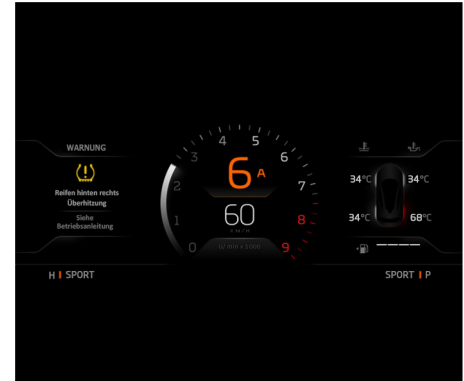 WARNUNG
Reifen hinten rechts
Überhitzung
Siehe
Betriebsanleitung
H SPORT
0
1
2
3
4
5
6
7
8
9
6 A
60
KM/H
U/min x 1000
34°C 34°C
34°C 68°C
SPORT P